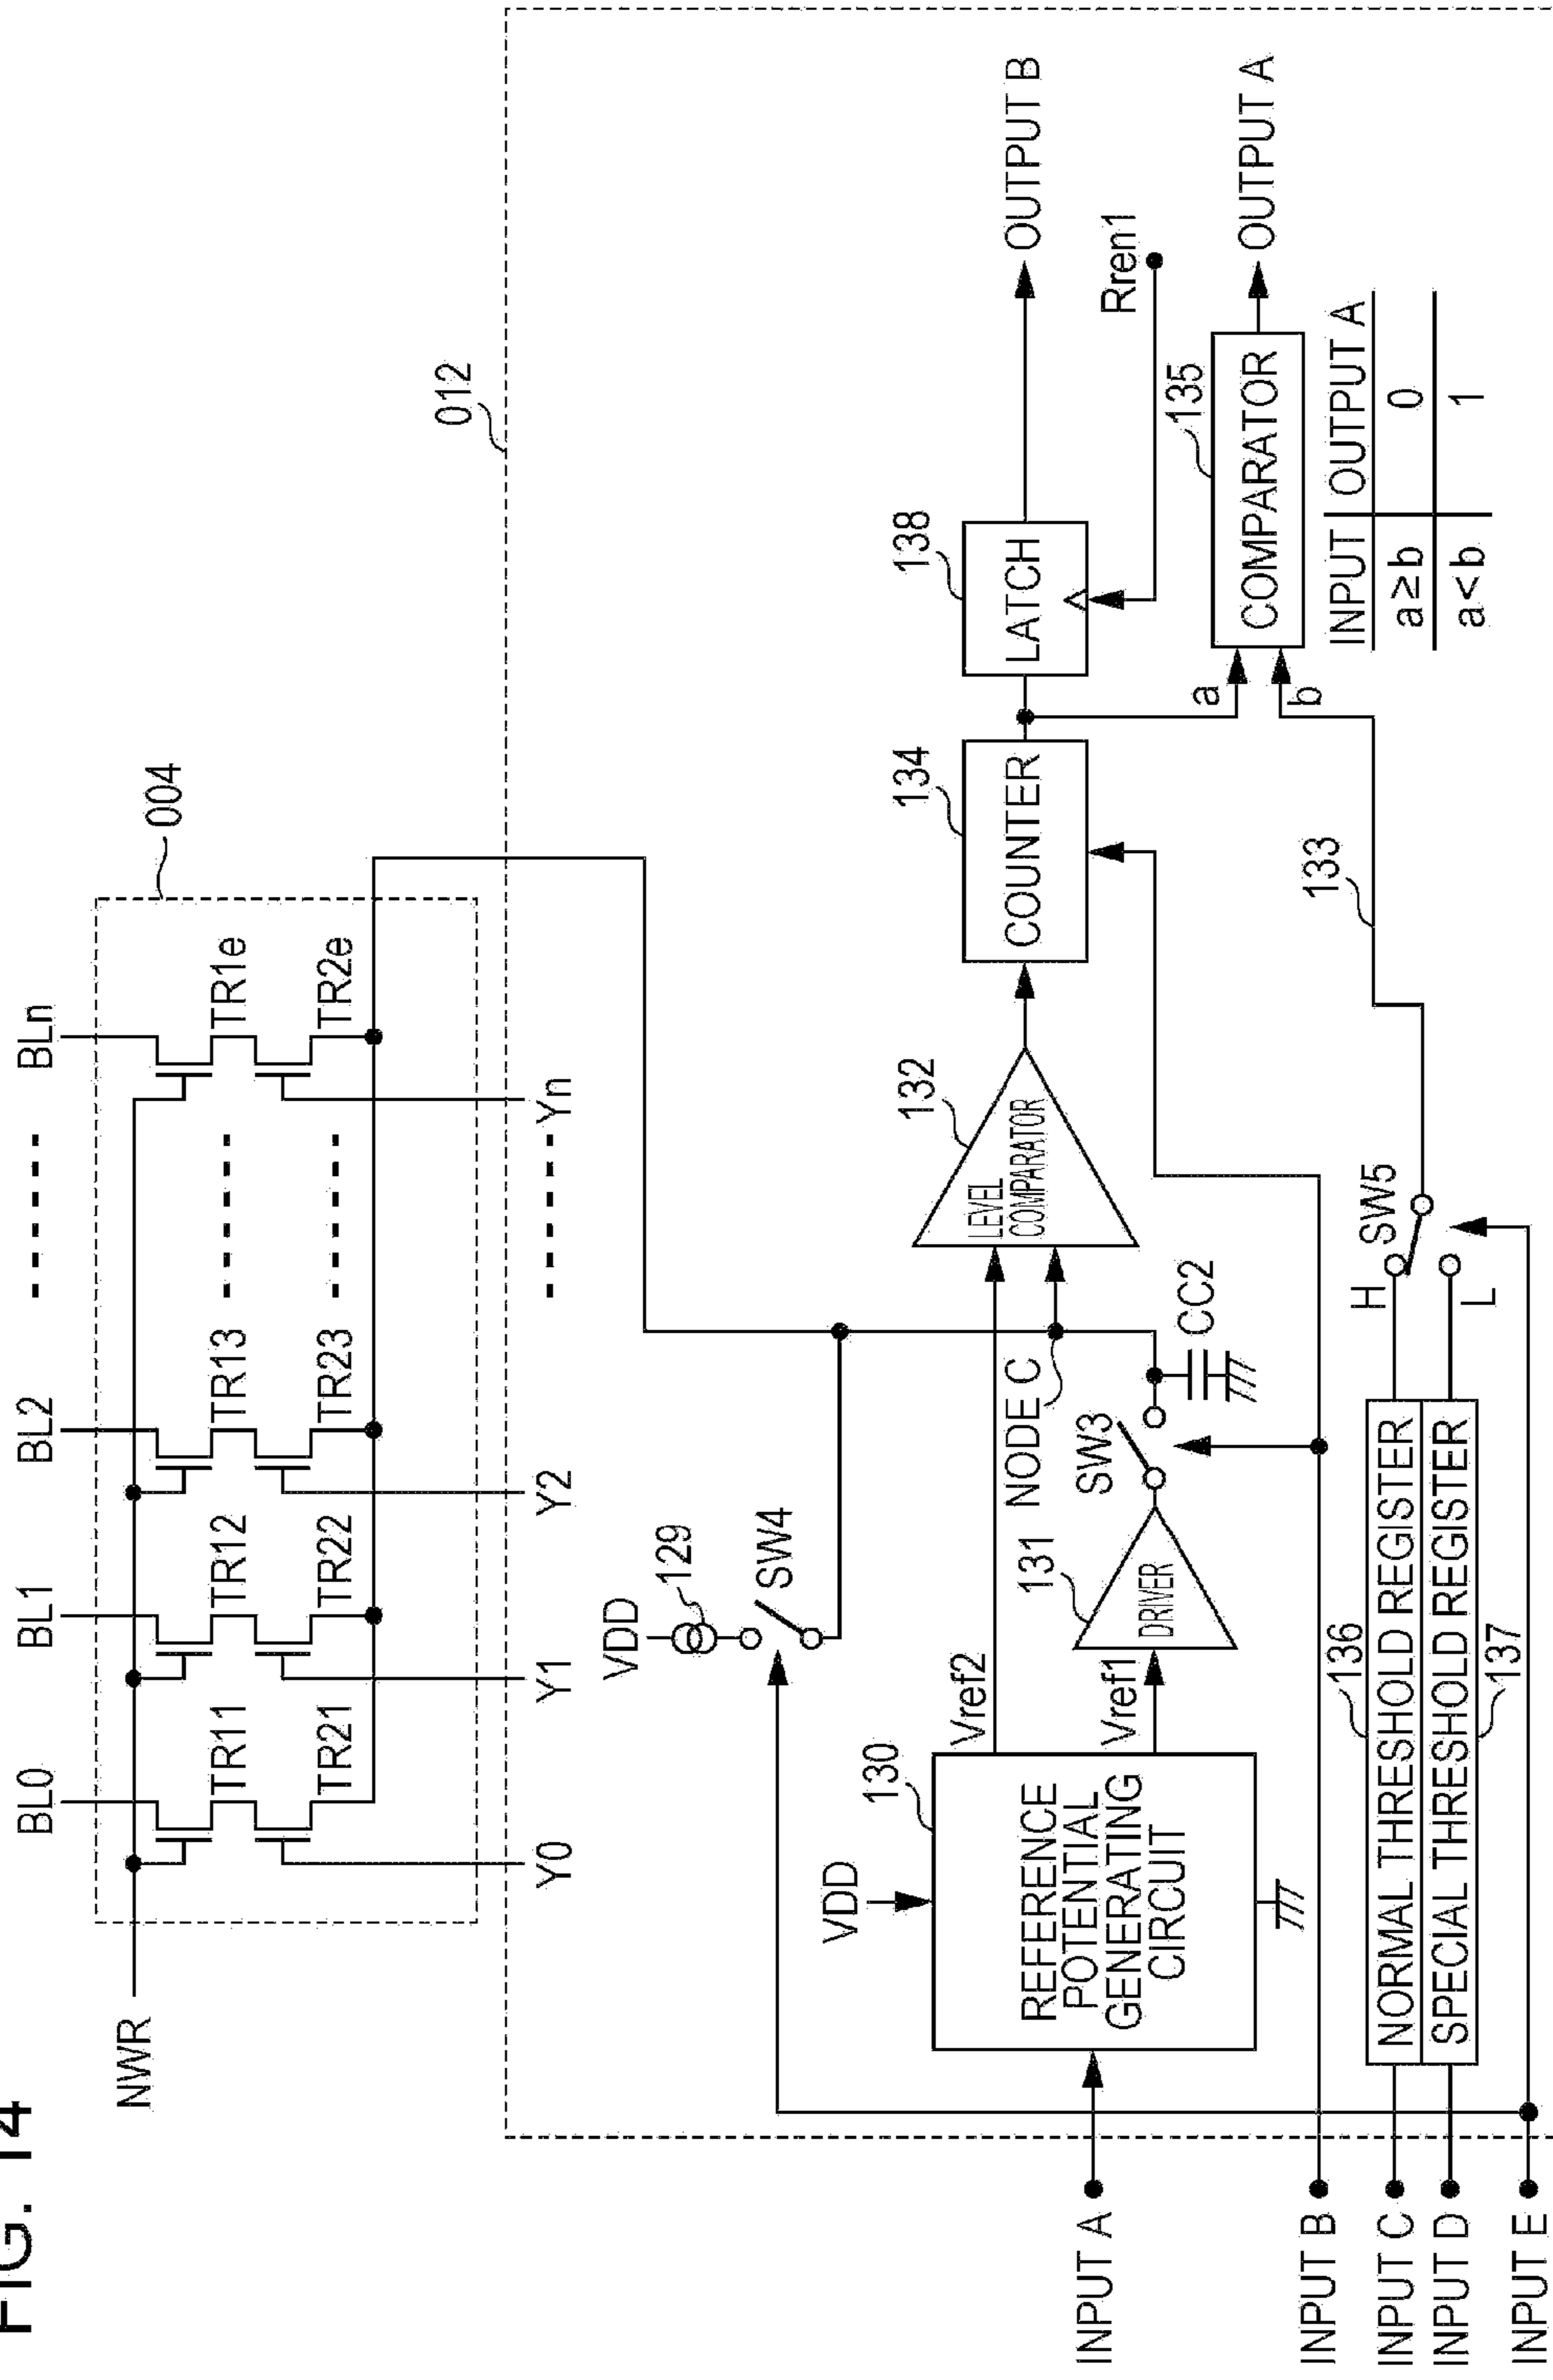 FIG. 14
BL0
BL1
BL2
BLn
NWR
004
TR11
TR12
TR13
TR1e
TR21
TR22
TR23
TR2e
Y0
Y1
Y2
Yn
012
VDD
129
SW4
VDD
130
REFERENCE
POTENTIAL
GENERATING
CIRCUIT
Vref2
Vref1
131
DRIVER
SW3
NODE C
CC2
132
LEVEL
COMPARATOR
134
COUNTER
138
LATCH
OUTPUT B
Rren1
a
b
135
COMPARATOR
OUTPUT A
INPUT OUTPUT A
a≥b 0
a<b 1
133
136
NORMAL THRESHOLD REGISTER
SPECIAL THRESHOLD REGISTER
137
H
L
SW5
INPUT A
INPUT B
INPUT C
INPUT D
INPUT E